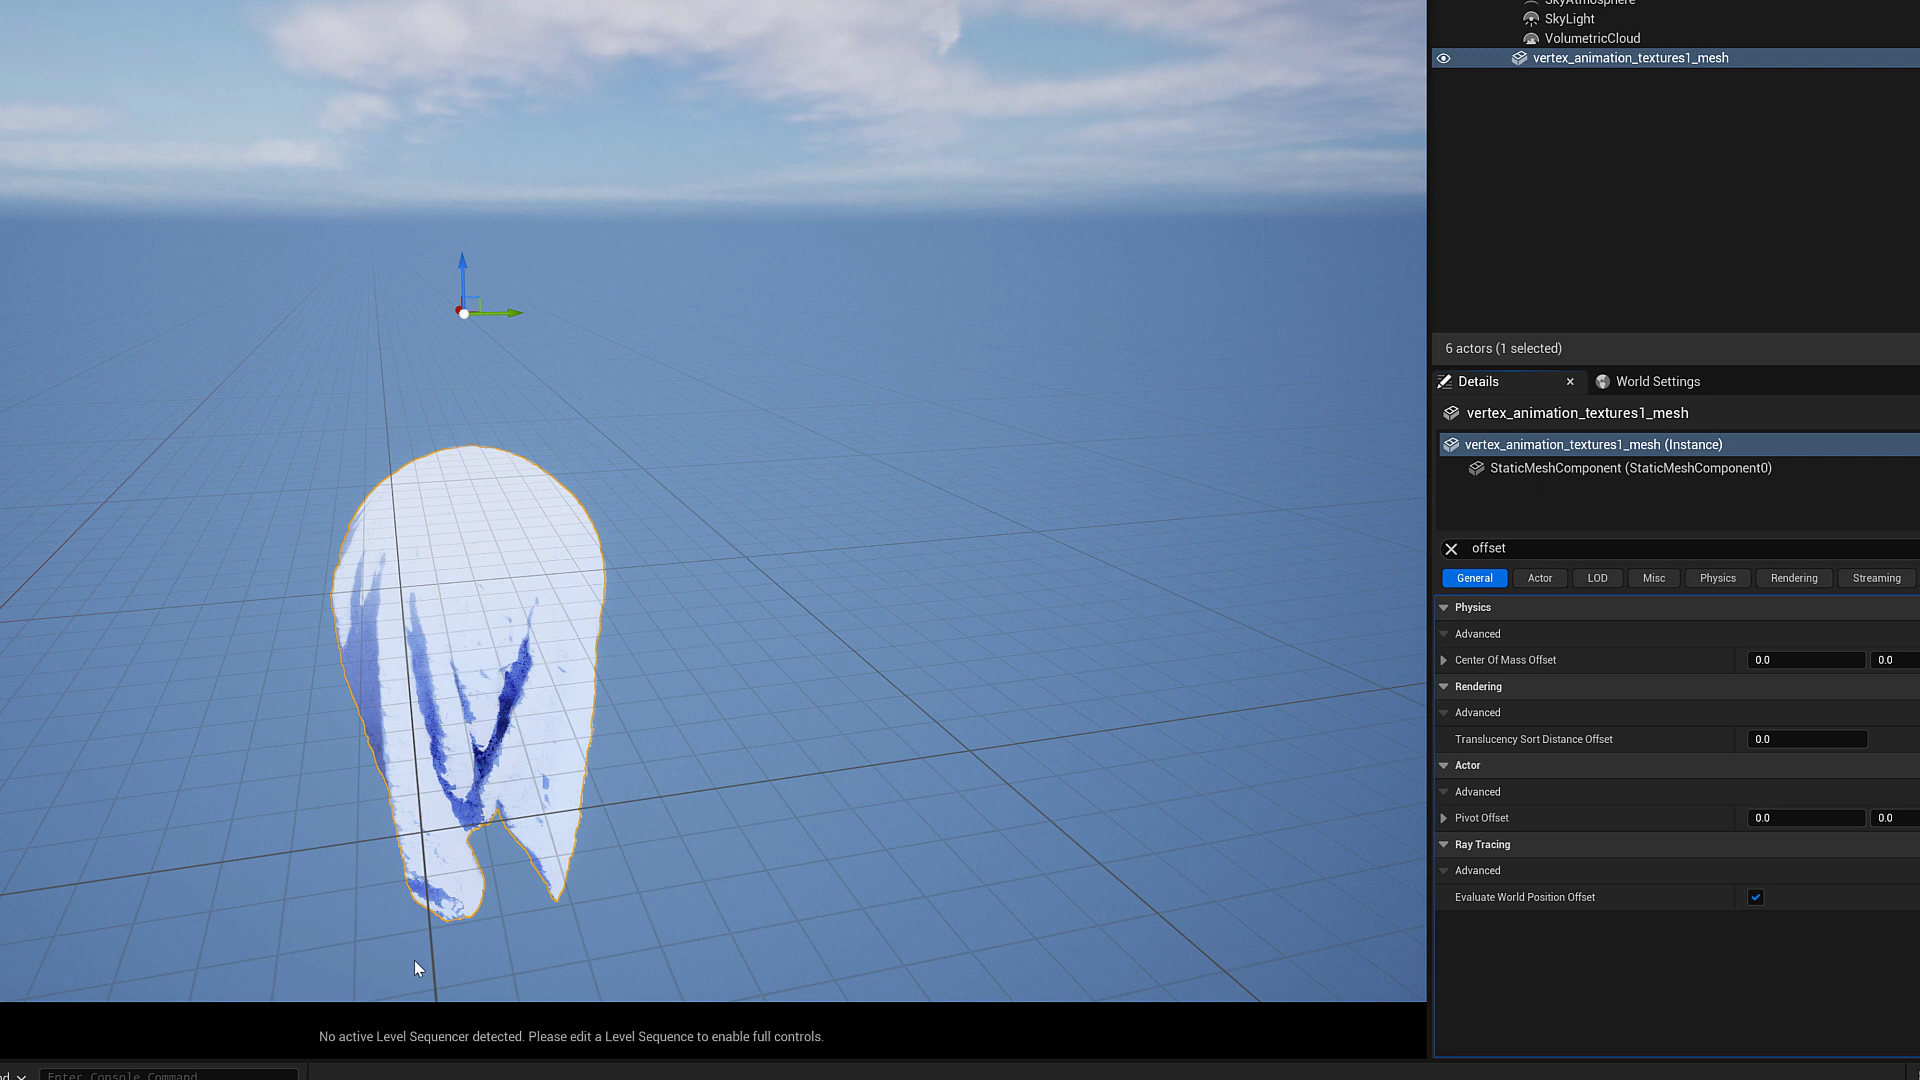 SkyAtmosphere
SkyLight
VolumetricCloud
vertex_animation_textures1_mesh
6 actors (1 selected)
Details
World Settings
vertex_animation_textures1_mesh
vertex_animation_textures1_mesh (Instance)
StaticMeshComponent (StaticMeshComponent0)
offset
General Actor LOD Misc Physics Rendering Streaming
Physics
Advanced
Center Of Mass Offset 0.0 0.0
Rendering
Advanced
Translucency Sort Distance Offset 0.0
Actor
Advanced
Pivot Offset 0.0 0.0
Ray Tracing
Advanced
Evaluate World Position Offset
No active Level Sequencer detected. Please edit a Level Sequence to enable full controls.
Enter Console Command